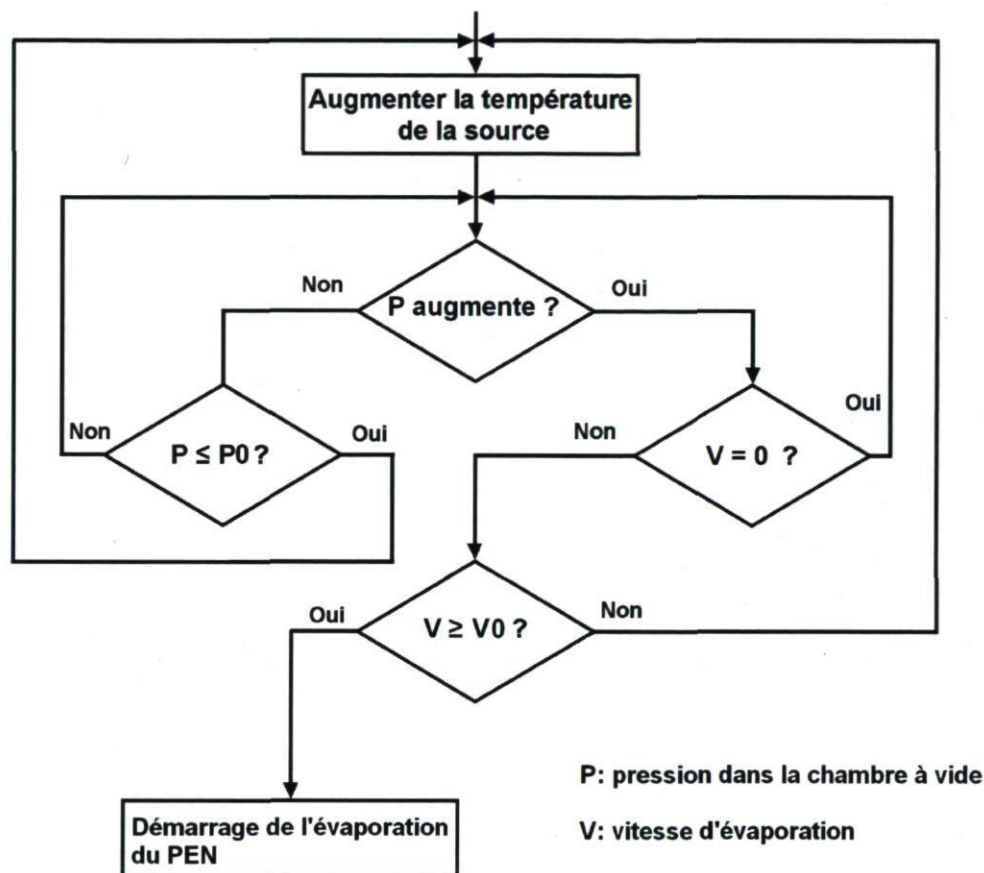 Augmenter la température
de la source
Non
Oui
P augmente ?
Non
P ≤ P0 ?
Oui
Non
V = 0 ?
Oui
Oui
V ≥ V0 ?
Non
Démarrage de l'évaporation
du PEN
P: pression dans la chambre à vide
V: vitesse d'évaporation